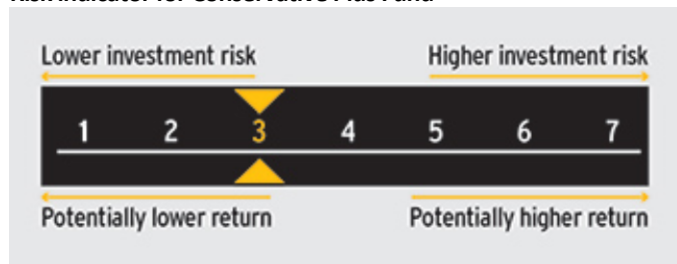 Risk Indicator for Conservative Plus Fund
Lower investment risk Higher investment risk
1 2 3 4 5 6 7
Potentially lower return Potentially higher return